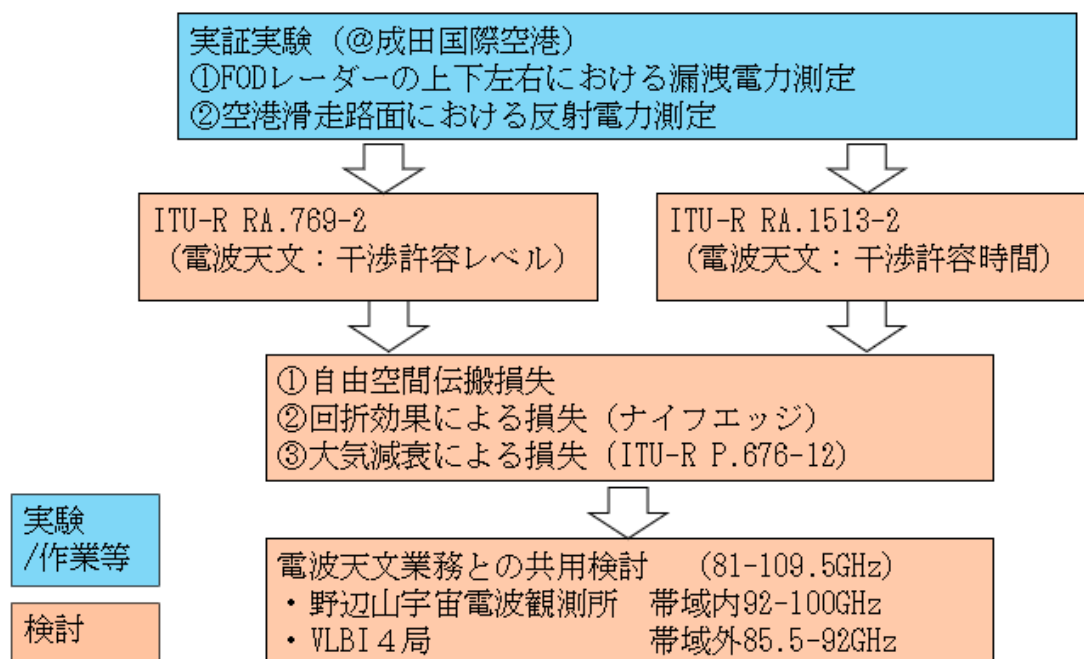 実証実験（@成田国際空港）
①FODレーダーの上下左右における漏洩電力測定
②空港滑走路面における反射電力測定
ITU-R RA.769-2
（電波天文：干渉許容レベル）
ITU-R RA.1513-2
（電波天文：干渉許容時間）
①自由空間伝搬損失
②回折効果による損失（ナイフエッジ）
③大気減衰による損失（ITU-R P.676-12）
実験
/作業等
検討
電波天文業務との共用検討　（81-109.5GHz）
・野辺山宇宙電波観測所　帯域内92-100GHz
・VLBI４局　帯域外85.5-92GHz